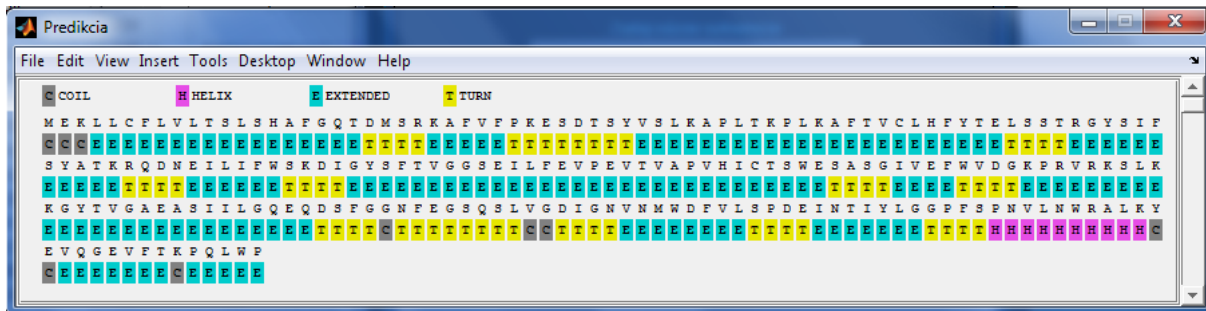 Predikcia
File Edit View Insert Tools Desktop Window Help
C COIL H HELIX E EXTENDED T TURN
M E K L L C F L V L T S L S H A F G Q T D M S R K A F V F P K E S D T S Y V S L K A P L T K P L K A F T V C L H F Y T E L S S T R G Y S I F
C C C E E E E E E E E E E E E E E E E E T T T T E E E E E T T T T T T T T E E E E E E E E E E E E E E E E E E E E E E E T T T T E E E E E E
S Y A T K R Q D N E I L I F W S K D I G Y S F T V G G S E I L F E V P E V T V A P V H I C T S W E S A S G I V E F W V D G K P R V R K S L K
E E E E E T T T T E E E E E E T T T T E E E E E E E E E E E E E E E E E E E E E E E E E E E E E E T T T T E E E E T T T T E E E E E E E E E
K G Y T V G A E A S I I L G Q E Q D S F G G N F E G S Q S L V G D I G N V N M W D F V L S P D E I N T I Y L G G P F S P N V L N W R A L K Y
E E E E E E E E E E E E E E E E E T T T T C T T T T T T T T C C T T T T E E E E E E E E T T T T E E E E E E E T T T T H H H H H H H H H H C
E V Q G E V F T K P Q L W P
C E E E E E E E C E E E E E